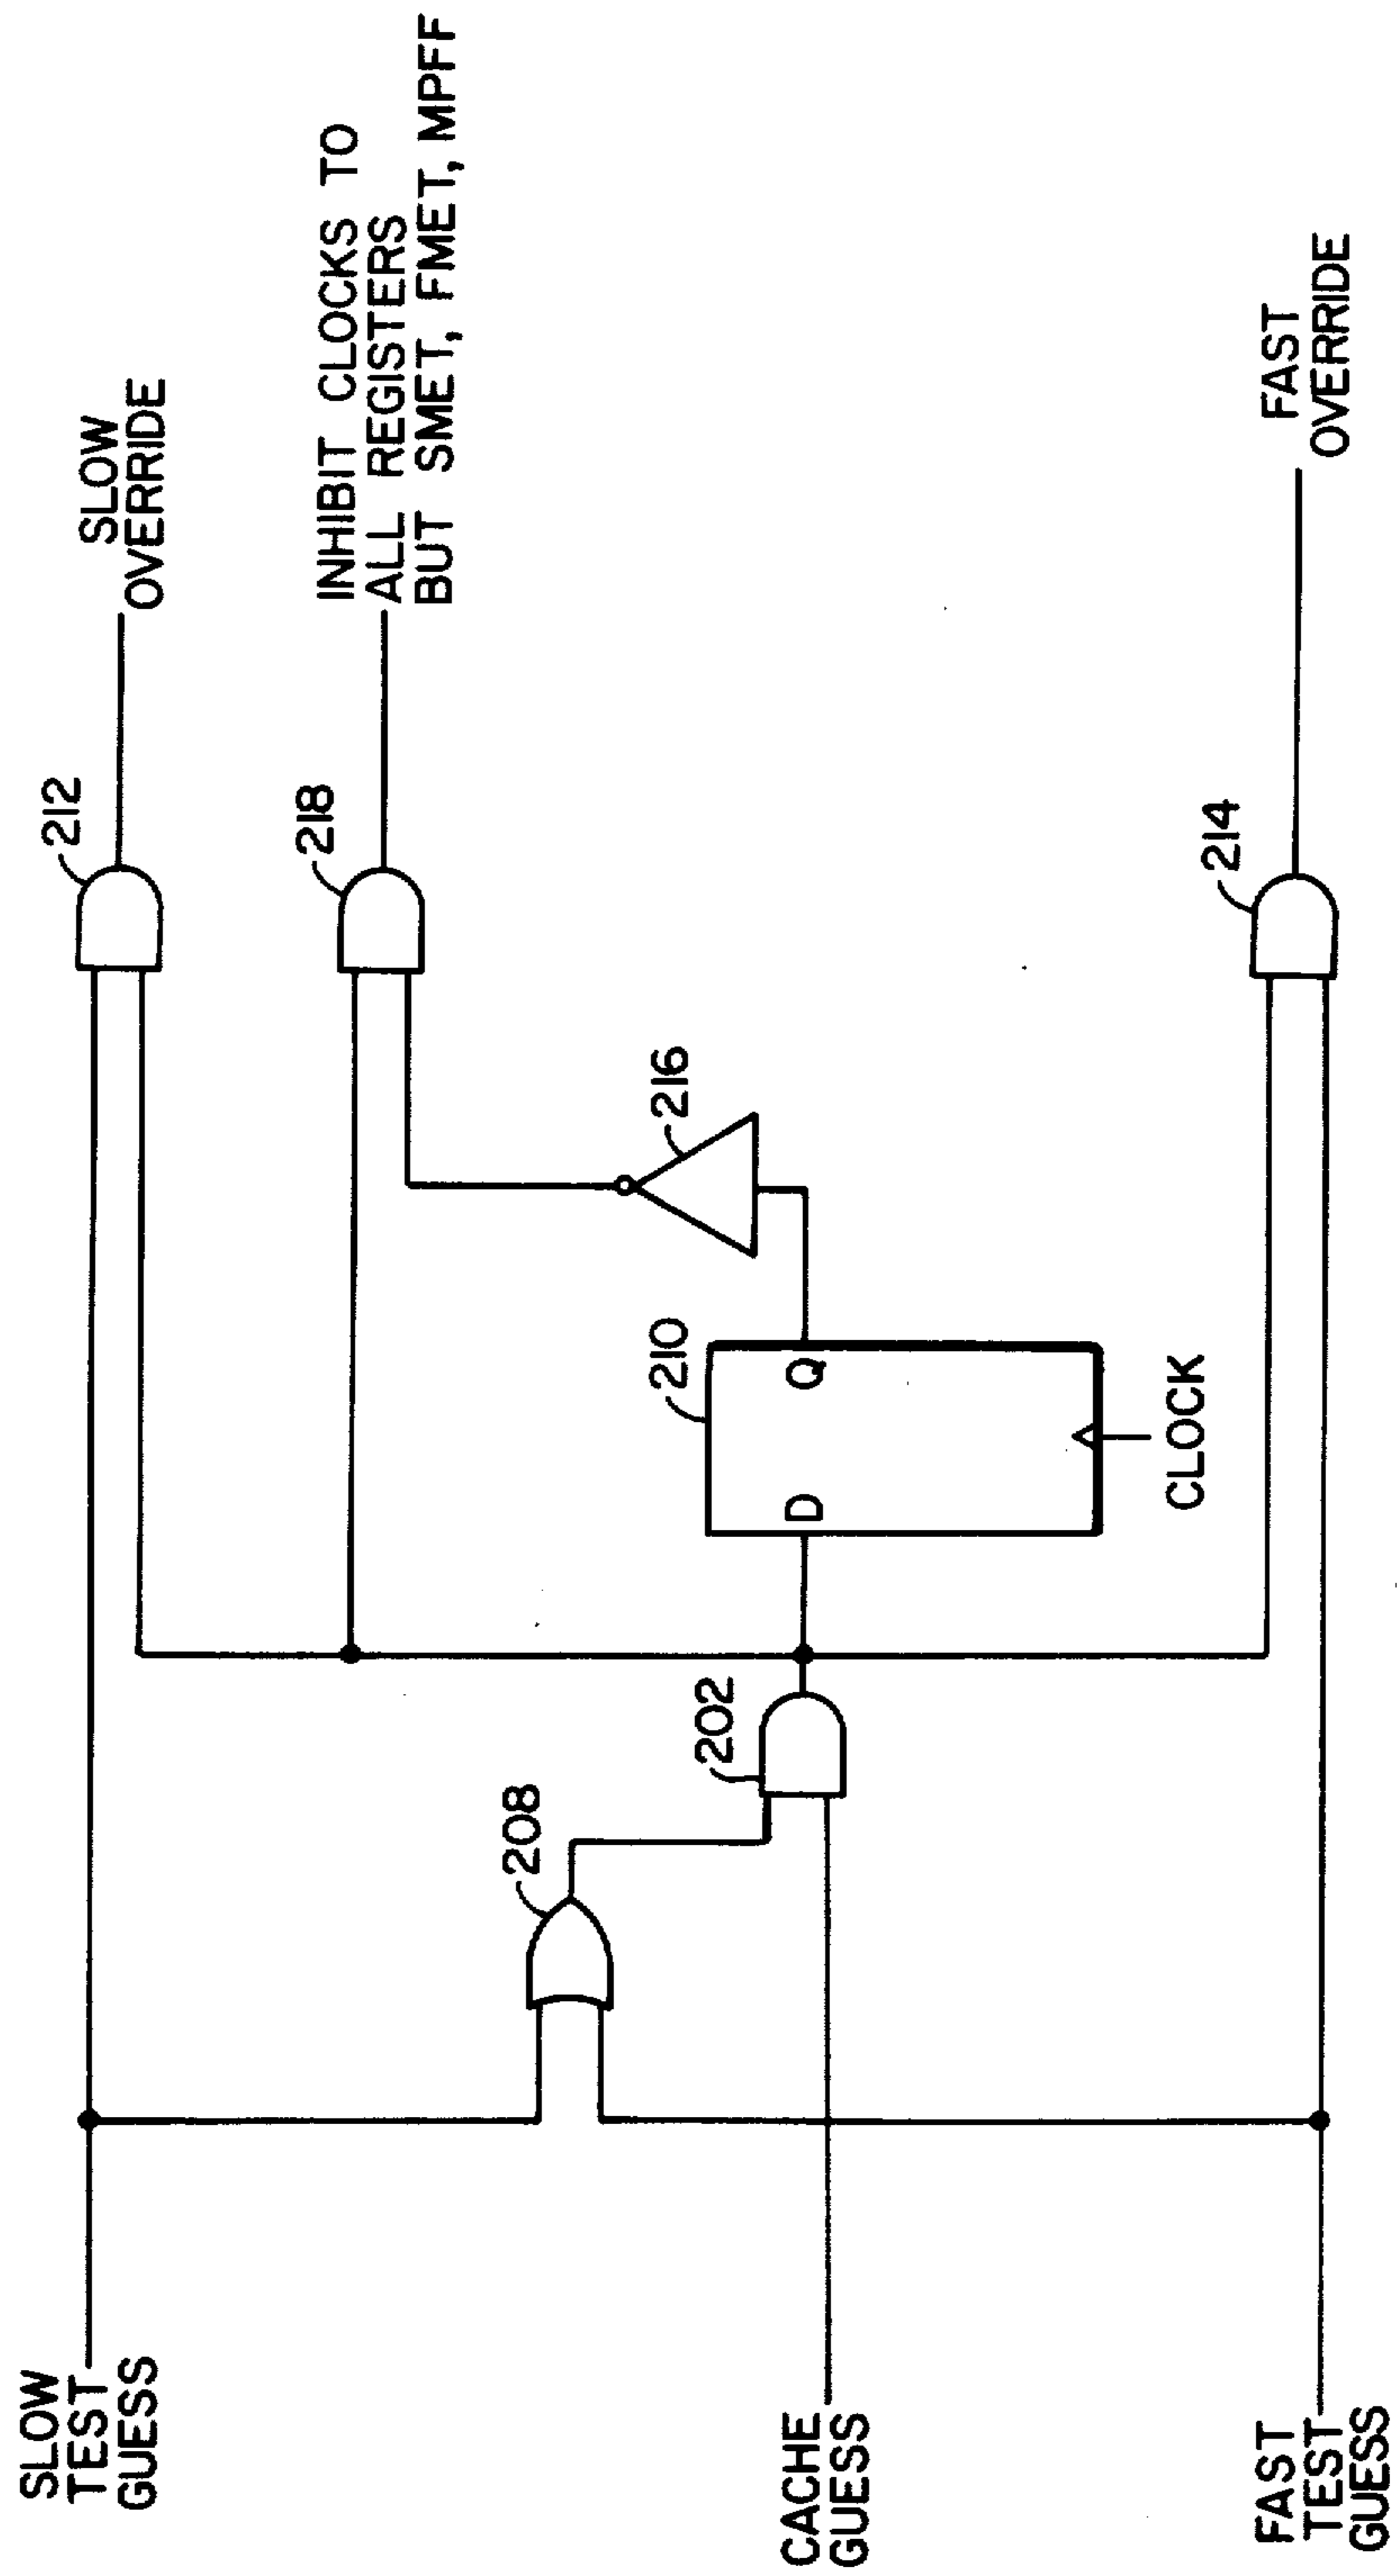 SLOW
TEST
GUESS
CACHE
GUESS
FAST
TEST
GUESS
208
202
210
D
Q
CLOCK
216
212
218
214
SLOW
OVERRIDE
INHIBIT CLOCKS TO
ALL REGISTERS
BUT SMET, FMET, MPFF
FAST
OVERRIDE